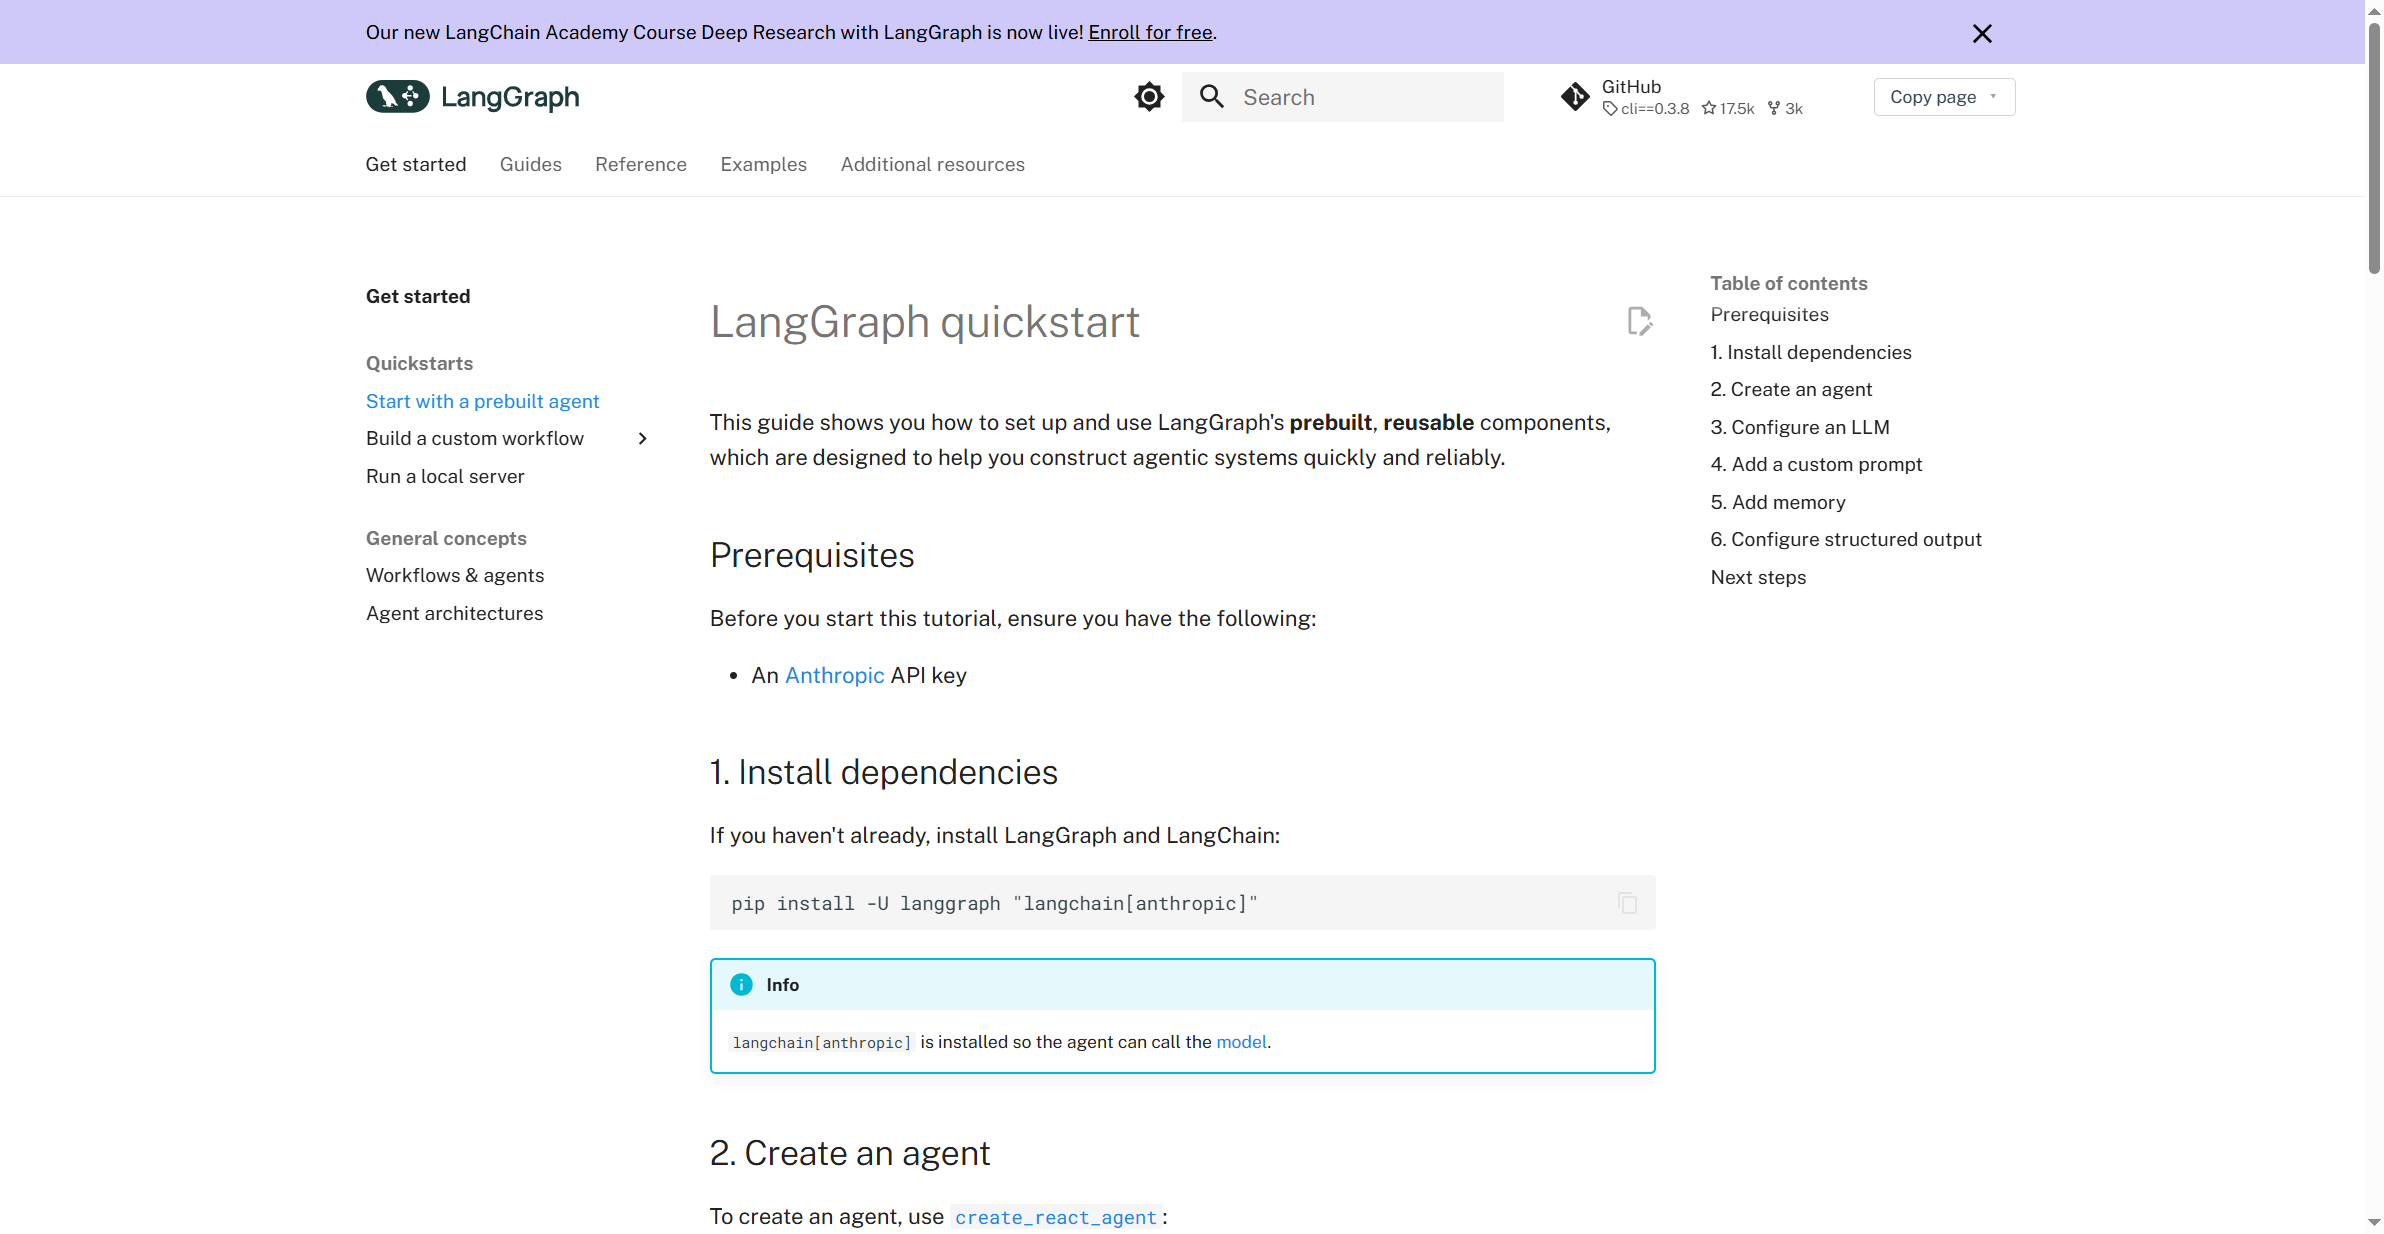 Our new LangChain Academy Course Deep Research with LangGraph is now live! Enroll for free.
LangGraph
Search
GitHub
cli==0.3.8 17.5k 3k
Copy page
Get started Guides Reference Examples Additional resources
Get started
Quickstarts
Start with a prebuilt agent
Build a custom workflow
Run a local server
General concepts
Workflows & agents
Agent architectures
LangGraph quickstart
This guide shows you how to set up and use LangGraph's prebuilt, reusable components,
which are designed to help you construct agentic systems quickly and reliably.
Prerequisites
Before you start this tutorial, ensure you have the following:
• An Anthropic API key
1. Install dependencies
If you haven't already, install LangGraph and LangChain:
pip install -U langgraph "langchain[anthropic]"
Info
langchain[anthropic] is installed so the agent can call the model.
2. Create an agent
To create an agent, use create_react_agent:
Table of contents
Prerequisites
1. Install dependencies
2. Create an agent
3. Configure an LLM
4. Add a custom prompt
5. Add memory
6. Configure structured output
Next steps